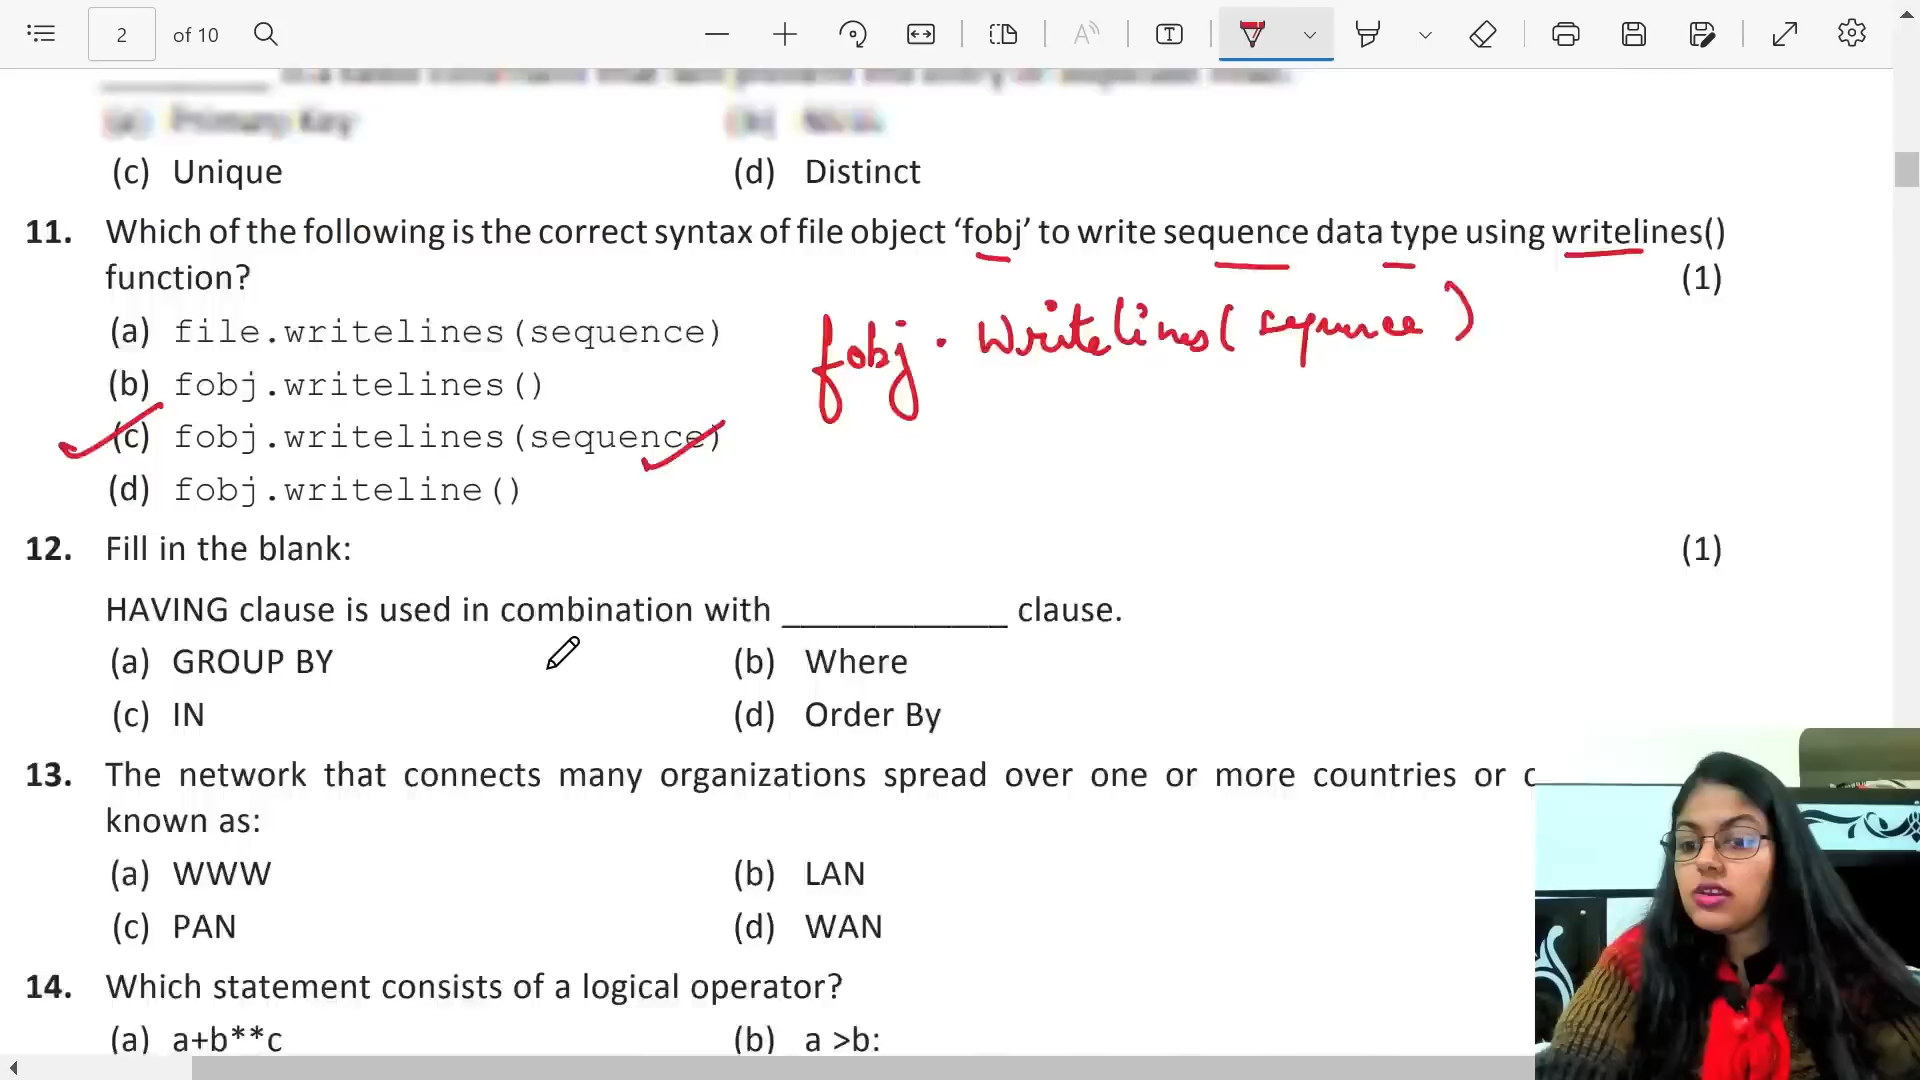 2 of 10
(c) Unique (d) Distinct
11. Which of the following is the correct syntax of file object ‘fobj’ to write sequence data type using writelines()
function? (1)
(a) file.writelines(sequence)
fobj. Writelines( sequence )
(b) fobj.writelines()
(c) fobj.writelines(sequence)
(d) fobj.writeline()
12. Fill in the blank: (1)
HAVING clause is used in combination with ____________ clause.
(a) GROUP BY (b) Where
(c) IN (d) Order By
13. The network that connects many organizations spread over one or more countries or
known as:
(a) WWW (b) LAN
(c) PAN (d) WAN
14. Which statement consists of a logical operator?
(a) a+b**c (b) a >b: